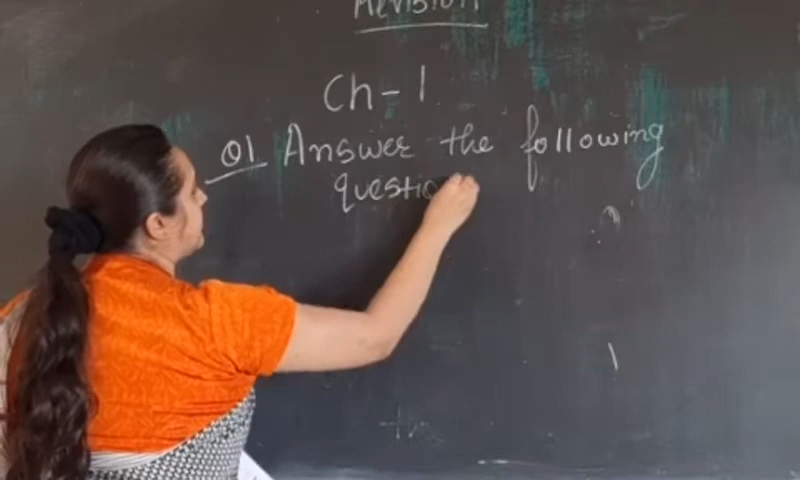 Revision
Ch-1
Q1 Answer the following
questio